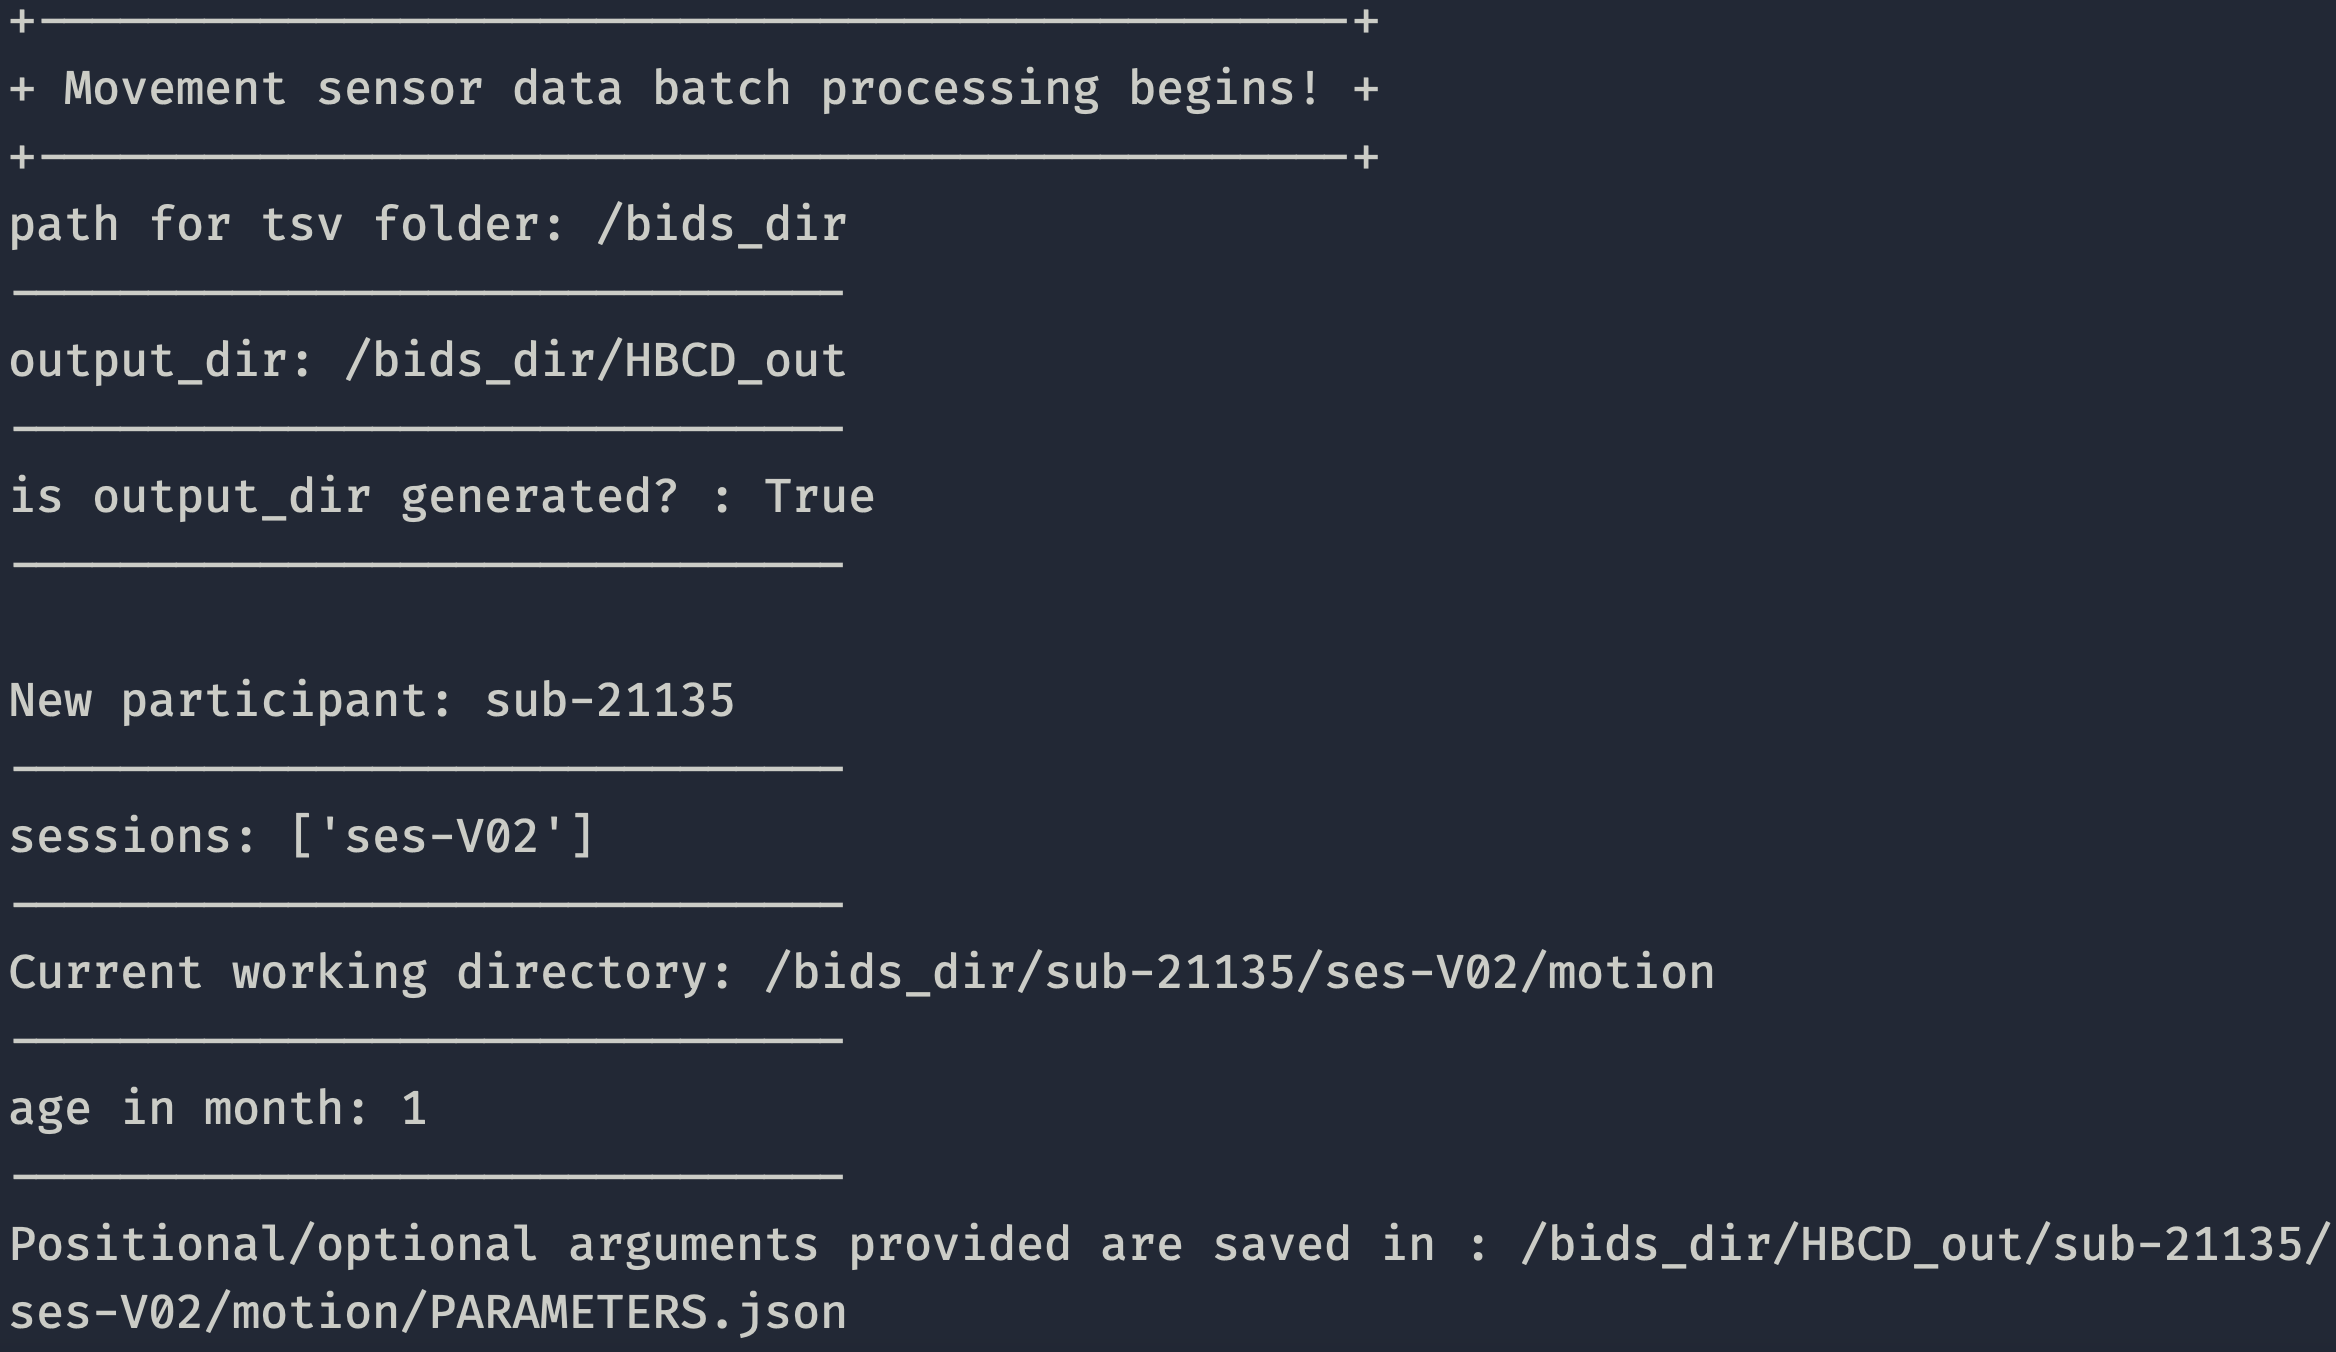 +-----------------------------------------------+
+ Movement sensor data batch processing begins! +
+-----------------------------------------------+
path for tsv folder: /bids_dir
------------------------------
output_dir: /bids_dir/HBCD_out
------------------------------
is output_dir generated? : True
------------------------------
New participant: sub-21135
------------------------------
sessions: ['ses-V02']
------------------------------
Current working directory: /bids_dir/sub-21135/ses-V02/motion
------------------------------
age in month: 1
------------------------------
Positional/optional arguments provided are saved in : /bids_dir/HBCD_out/sub-21135/
ses-V02/motion/PARAMETERS.json